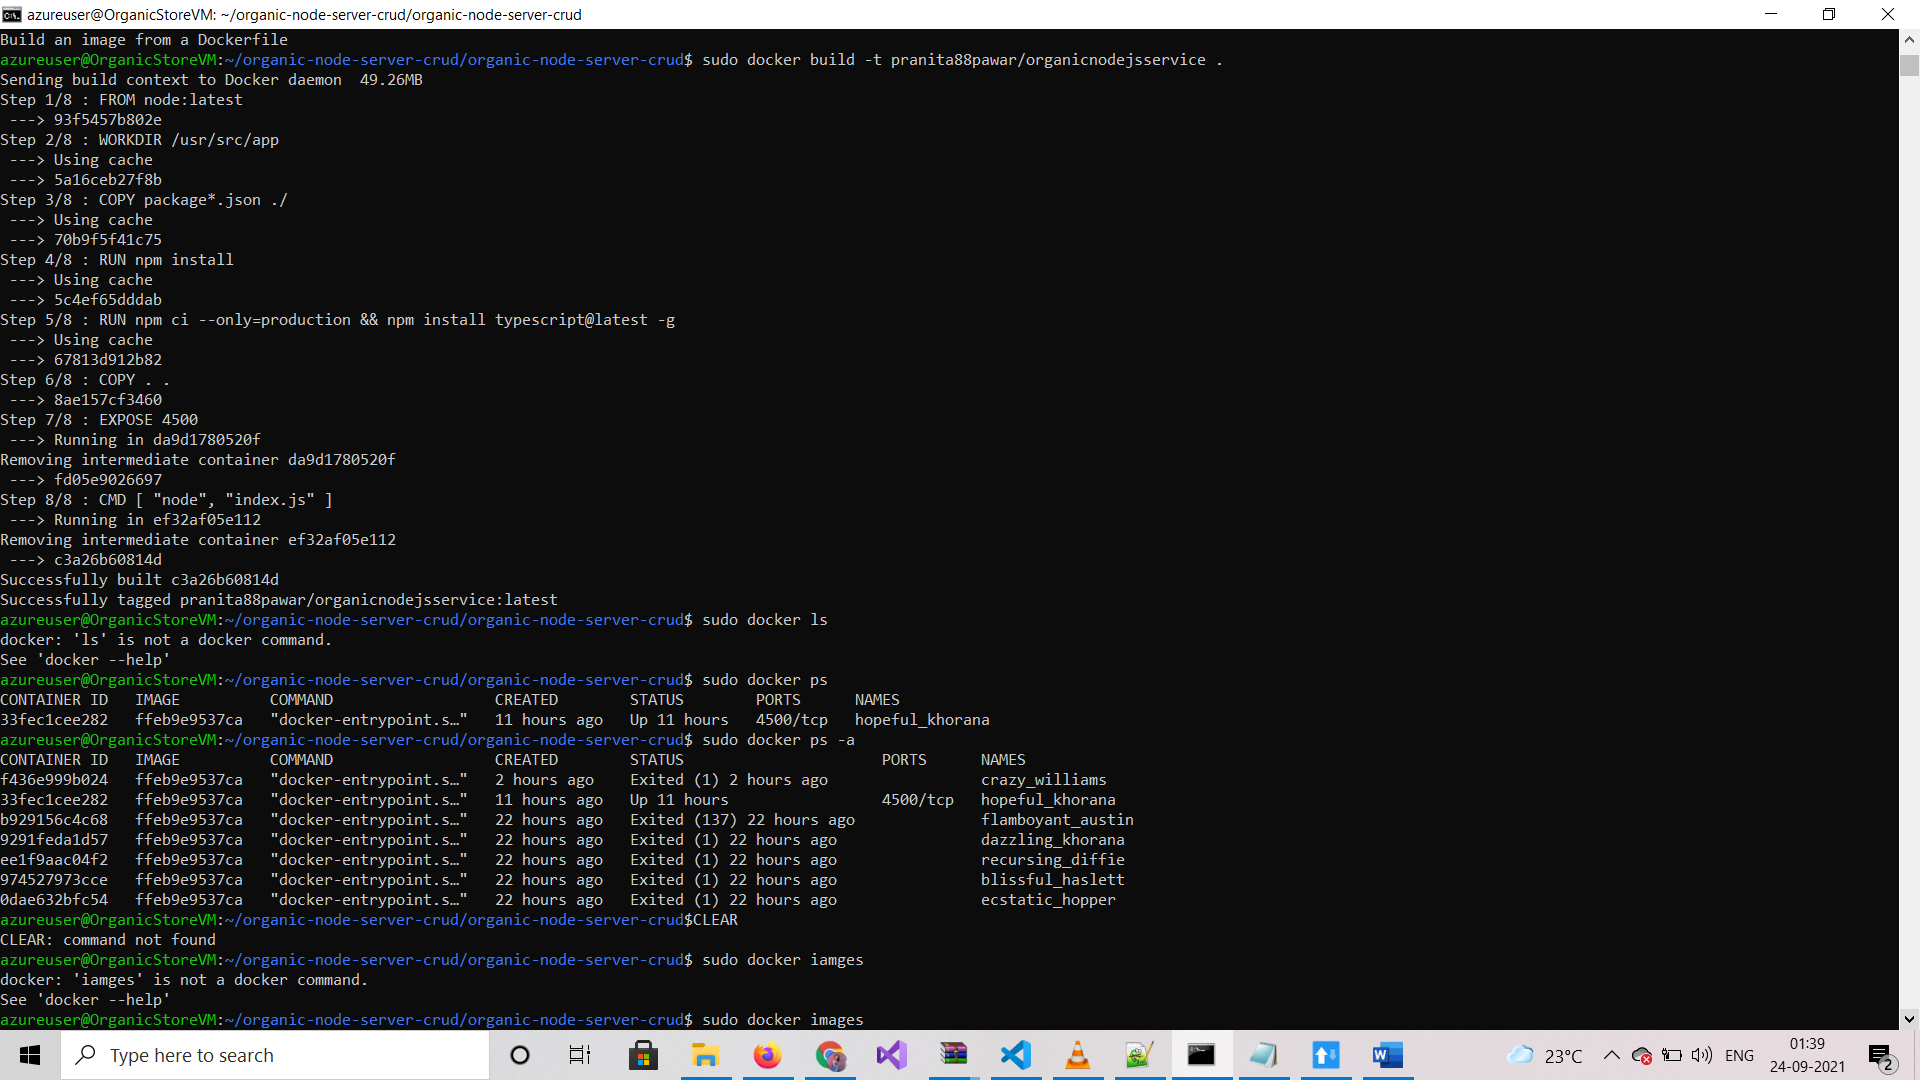 azureuser@OrganicStoreVM: ~/organic-node-server-crud/organic-node-server-crud
Build an image from a Dockerfile
azureuser@OrganicStoreVM:~/organic-node-server-crud/organic-node-server-crud$ sudo docker build -t pranita88pawar/organicnodejsservice .
Sending build context to Docker daemon  49.26MB
Step 1/8 : FROM node:latest
 ---> 93f5457b802e
Step 2/8 : WORKDIR /usr/src/app
 ---> Using cache
 ---> 5a16ceb27f8b
Step 3/8 : COPY package*.json ./
 ---> Using cache
 ---> 70b9f5f41c75
Step 4/8 : RUN npm install
 ---> Using cache
 ---> 5c4ef65dddab
Step 5/8 : RUN npm ci --only=production && npm install typescript@latest -g
 ---> Using cache
 ---> 67813d912b82
Step 6/8 : COPY . .
 ---> 8ae157cf3460
Step 7/8 : EXPOSE 4500
 ---> Running in da9d1780520f
Removing intermediate container da9d1780520f
 ---> fd05e9026697
Step 8/8 : CMD [ "node", "index.js" ]
 ---> Running in ef32af05e112
Removing intermediate container ef32af05e112
 ---> c3a26b60814d
Successfully built c3a26b60814d
Successfully tagged pranita88pawar/organicnodejsservice:latest
azureuser@OrganicStoreVM:~/organic-node-server-crud/organic-node-server-crud$ sudo docker ls
docker: 'ls' is not a docker command.
See 'docker --help'
azureuser@OrganicStoreVM:~/organic-node-server-crud/organic-node-server-crud$ sudo docker ps
CONTAINER ID   IMAGE          COMMAND                  CREATED        STATUS        PORTS      NAMES
33fec1cee282   ffeb9e9537ca   "docker-entrypoint.s…"   11 hours ago   Up 11 hours   4500/tcp   hopeful_khorana
azureuser@OrganicStoreVM:~/organic-node-server-crud/organic-node-server-crud$ sudo docker ps -a
CONTAINER ID   IMAGE          COMMAND                  CREATED        STATUS                      PORTS      NAMES
f436e999b024   ffeb9e9537ca   "docker-entrypoint.s…"   2 hours ago    Exited (1) 2 hours ago                 crazy_williams
33fec1cee282   ffeb9e9537ca   "docker-entrypoint.s…"   11 hours ago   Up 11 hours                 4500/tcp   hopeful_khorana
b929156c4c68   ffeb9e9537ca   "docker-entrypoint.s…"   22 hours ago   Exited (137) 22 hours ago              flamboyant_austin
9291feda1d57   ffeb9e9537ca   "docker-entrypoint.s…"   22 hours ago   Exited (1) 22 hours ago                dazzling_khorana
ee1f9aac04f2   ffeb9e9537ca   "docker-entrypoint.s…"   22 hours ago   Exited (1) 22 hours ago                recursing_diffie
974527973cce   ffeb9e9537ca   "docker-entrypoint.s…"   22 hours ago   Exited (1) 22 hours ago                blissful_haslett
0dae632bfc54   ffeb9e9537ca   "docker-entrypoint.s…"   22 hours ago   Exited (1) 22 hours ago                ecstatic_hopper
azureuser@OrganicStoreVM:~/organic-node-server-crud/organic-node-server-crud$CLEAR
CLEAR: command not found
azureuser@OrganicStoreVM:~/organic-node-server-crud/organic-node-server-crud$ sudo docker iamges
docker: 'iamges' is not a docker command.
See 'docker --help'
azureuser@OrganicStoreVM:~/organic-node-server-crud/organic-node-server-crud$ sudo docker images
Type here to search
23°C
ENG
01:39
24-09-2021
2